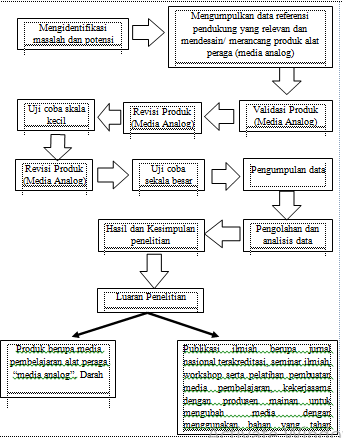 Mengidentifikasi
masalah dan potensi
Mengumpulkan data referensi
pendukung yang relevan dan
mendesain/ merancang produk alat
peraga (media analog)
Validasi Produk
(Media Analog)
Revisi Produk
(Media Analog)
Uji coba skala
kecil
Revisi Produk
(Media Analog)
Uji coba
sekala besar
Pengumpulan data
Pengolahan dan
analisis data
Hasil dan Kesimpulan
penelitian
Luaran Penelitian
Produk berupa media
pembelajaran alat peraga
“media analog”. Darah
Publikasi ilmiah berupa jurnal
nasional terakreditasi, seminar ilmiah,
workshop serta pelatihan pembuatan
media pembelajaran, kekerjasama
dengan produsen mainan untuk
mengubah media dengan
menggunakan bahan yang tahan